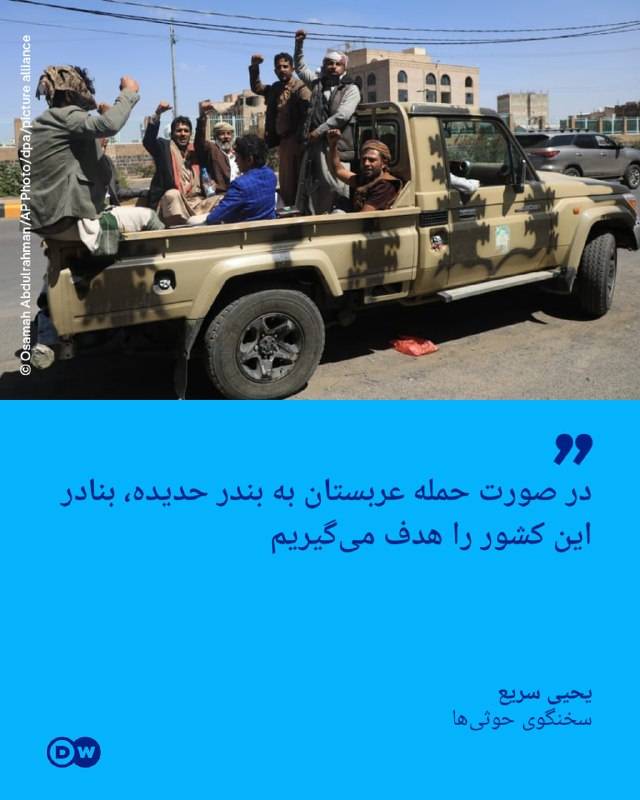 © Osamah Abdulrahman/AP Photo/dpa/picture alliance
در صورت حمله عربستان به بندر حدیده، بنادر
این کشور را هدف می‌گیریم
یحیی سریع
سخنگوی حوثی‌ها
DW